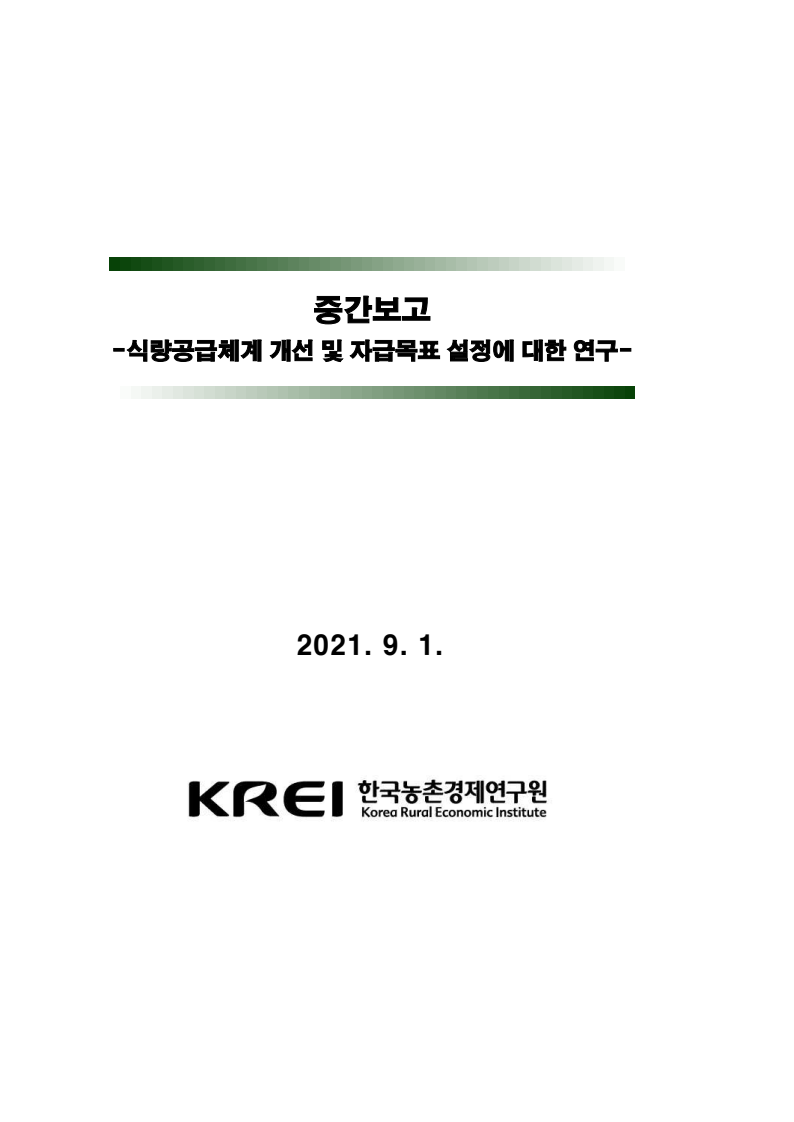 중간보고
-식량공급체계 개선 및 자급목표 설정에 대한 연구-
2021. 9. 1.
KREI 한국농촌경제연구원
Korea Rural Economic Institute